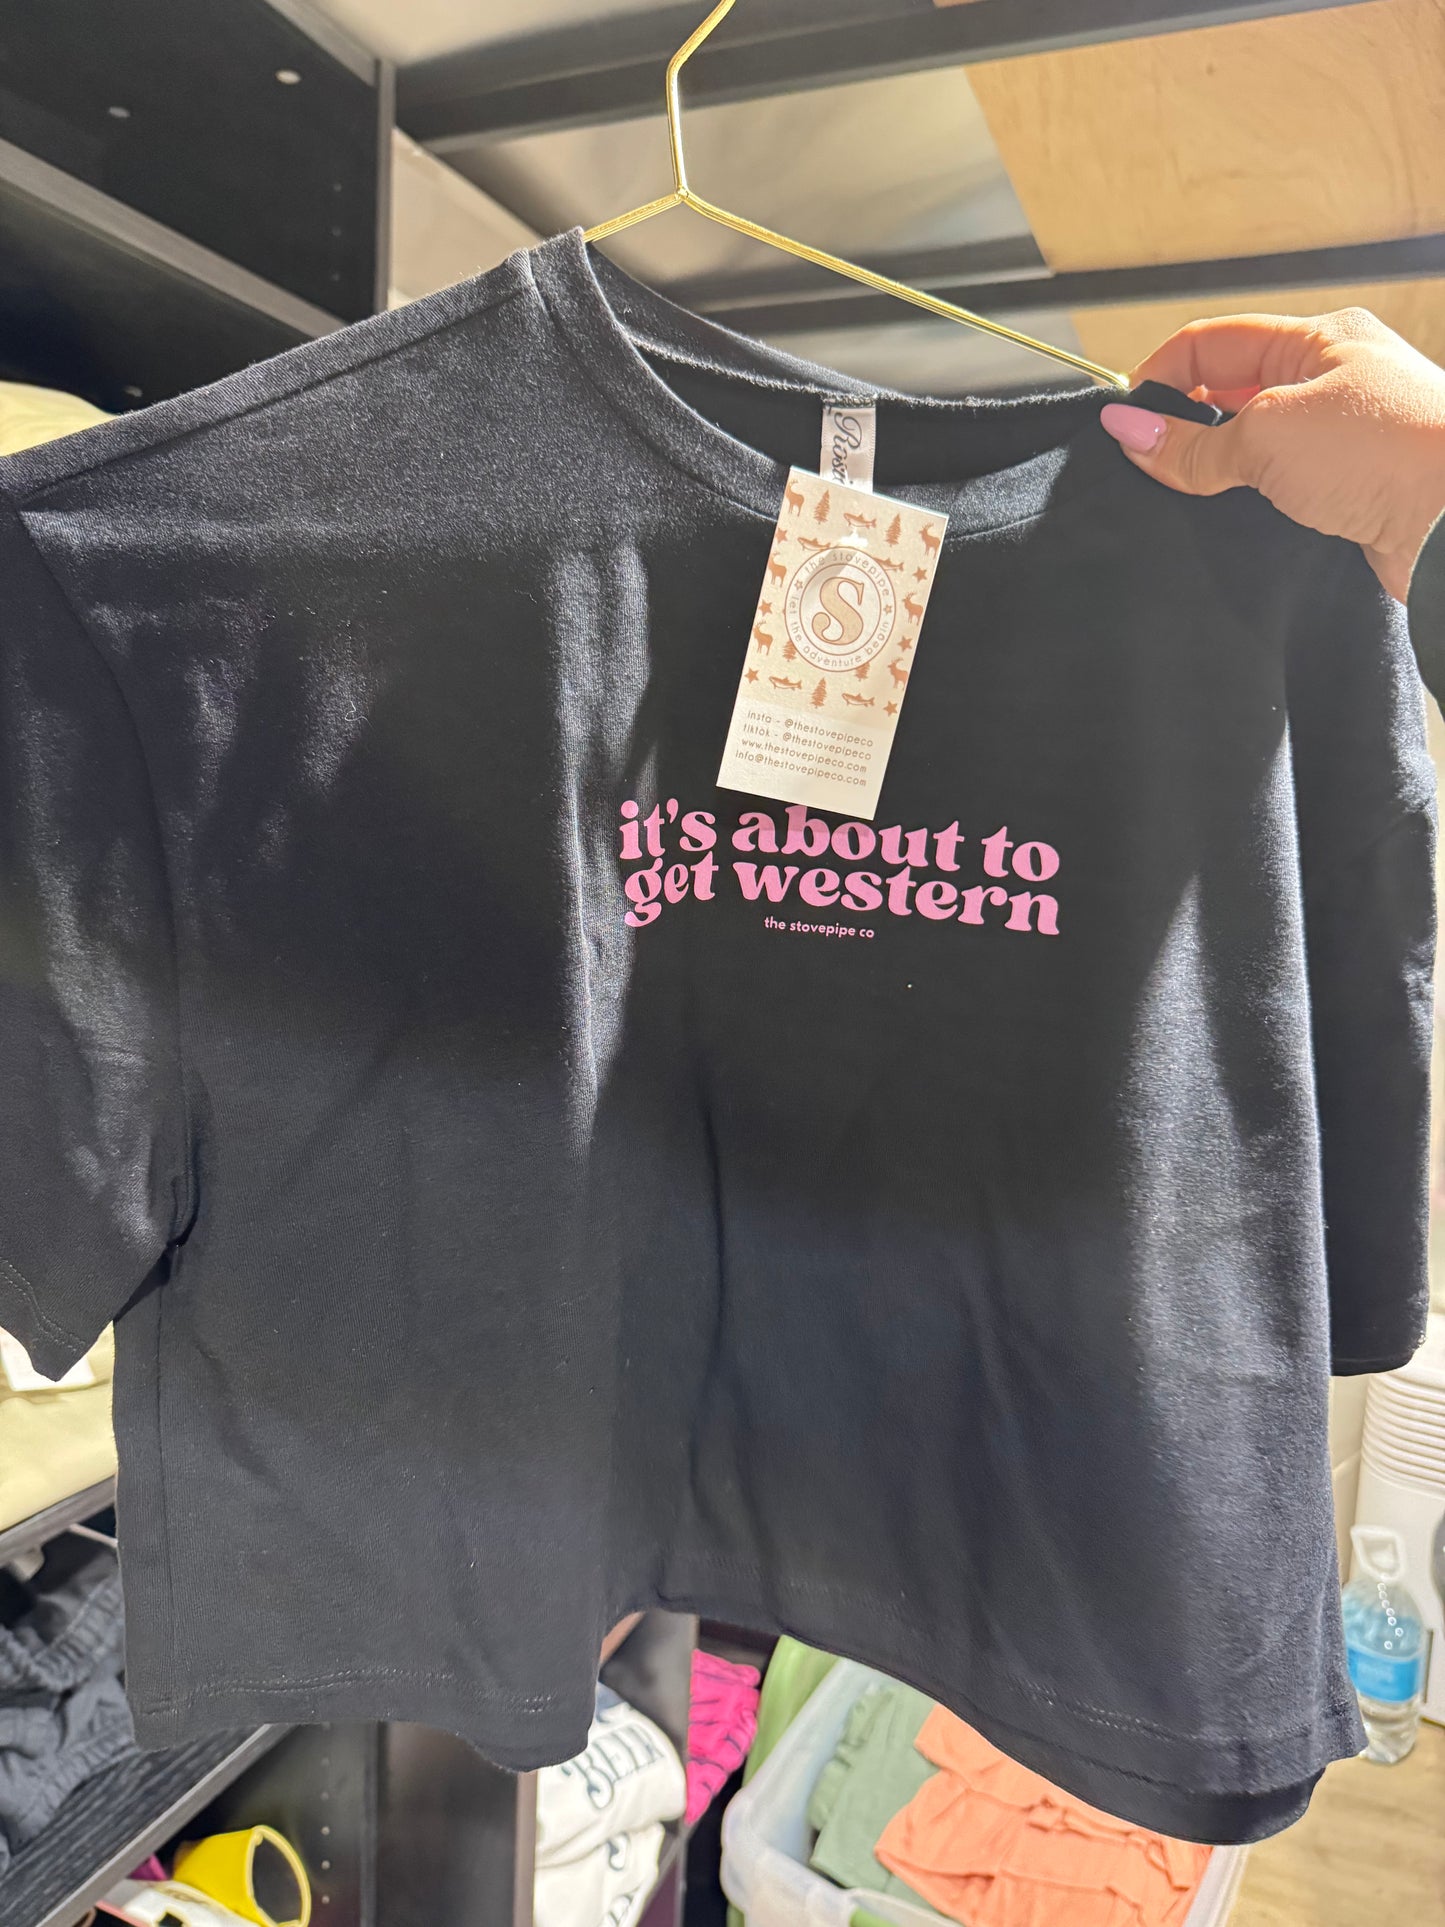 the stovepipe
S
let the adventure begin
insta - @thestovepipeco
tiktok - @thestovepipeco
www.thestovepipeco.com
info@thestovepipeco.com
it's about to
get western
the stovepipe co